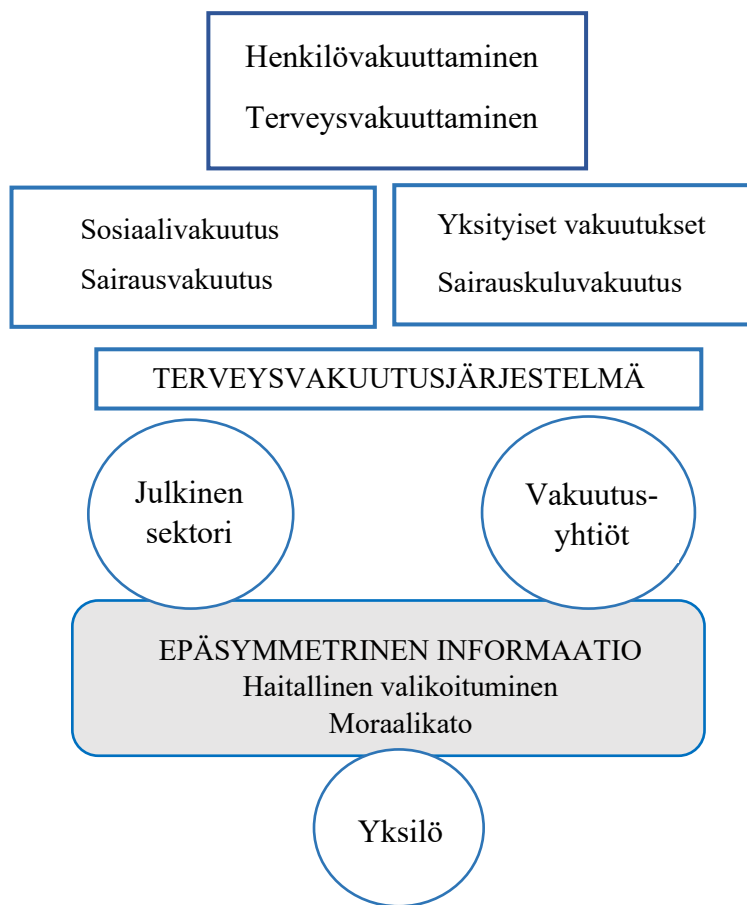 Henkilövakuuttaminen
Terveysvakuuttaminen
Sosiaalivakuutus
Sairausvakuutus
Yksityiset vakuutukset
Sairauskuluvakuutus
TERVEYSVAKUUTUSJÄRJESTELMÄ
Julkinen
sektori
Vakuutus-
yhtiöt
EPÄSYMMETRINEN INFORMAATIO
Haitallinen valikoituminen
Moraalikato
Yksilö